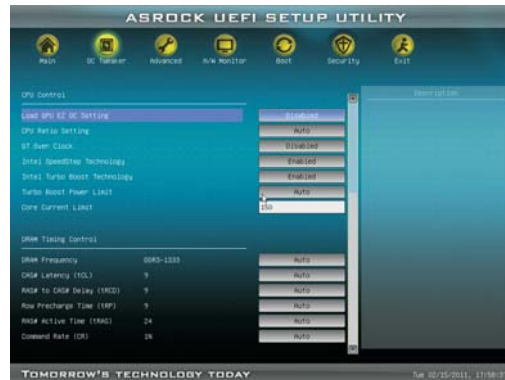 ASROCK UEFI SETUP UTILITY
Main OC Tweaker Advanced H/W Monitor Boot Security Exit
CPU Control
Description
Load GPU EZ OC Setting Disabled
CPU Ratio Setting Auto
GT Over Clock Disabled
Intel SpeedStep Technology Enabled
Intel Turbo Boost Technology Enabled
Turbo Boost Power Limit Auto
Core Current Limit 150
DRAM Timing Control
DRAM Frequency DDR3-1333 Auto
CAS# Latency (tCL) 9 Auto
RAS# to CAS# Delay (tRCD) 9 Auto
Row Precharge Time (tRP) 9 Auto
RAS# Active Time (tRAS) 24 Auto
Command Rate (CR) 1N Auto
TOMORROW'S TECHNOLOGY TODAY
Tue 02/15/2011,